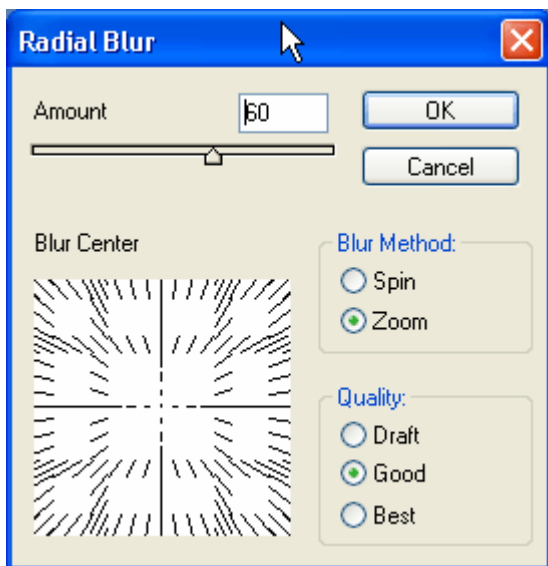 Radial Blur
Amount 60 OK
Cancel
Blur Center
Blur Method:
Spin
Zoom
Quality:
Draft
Good
Best